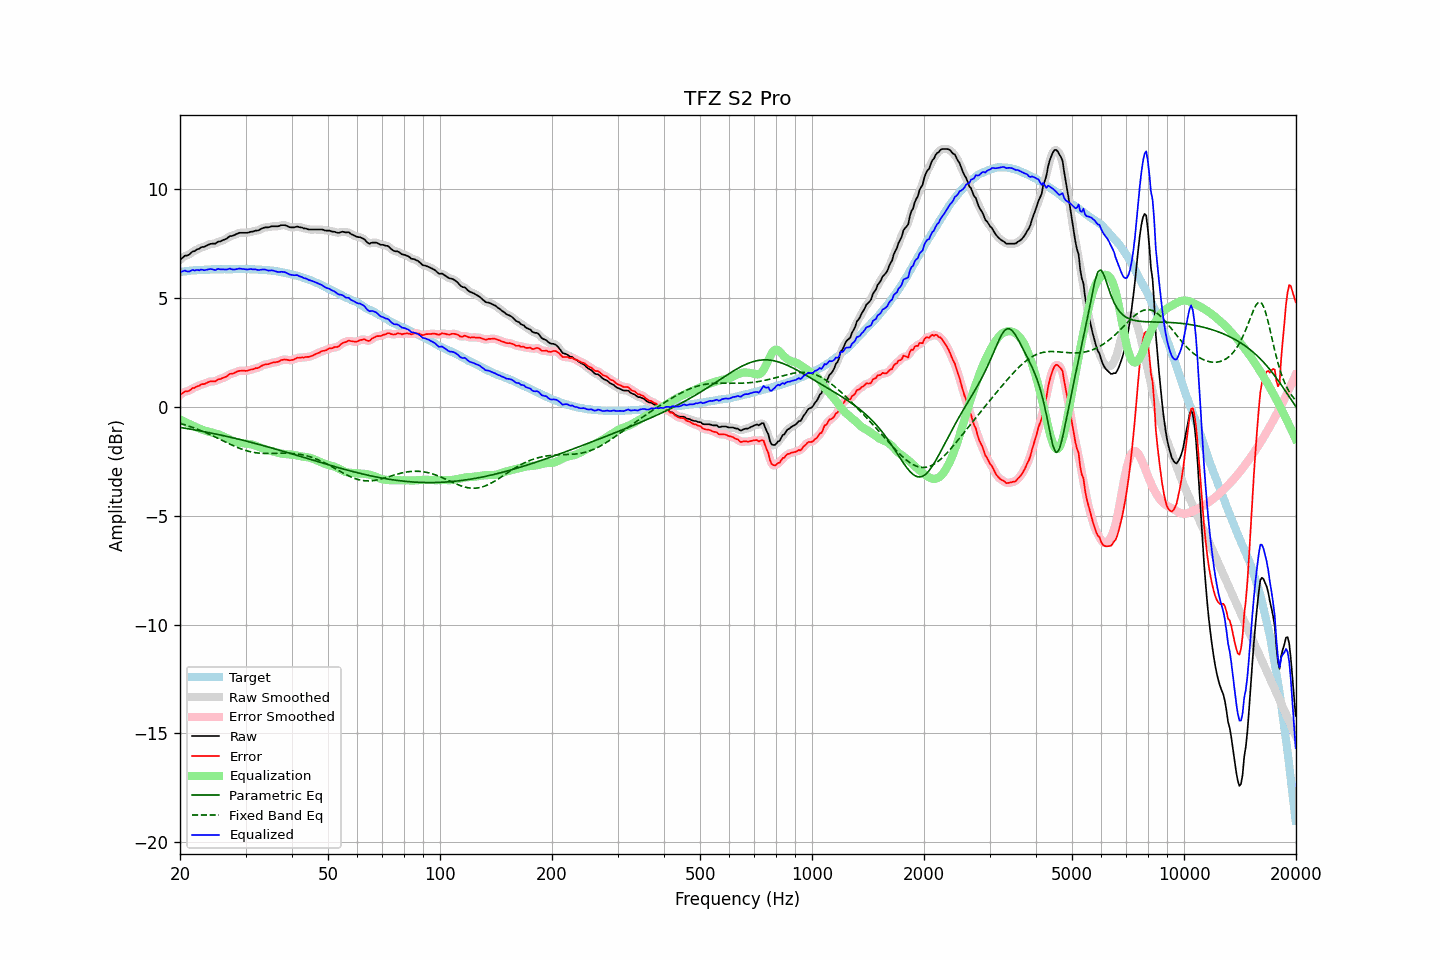 TFZ S2 Pro
Amplitude (dBr)
10
5
0
−5
−10
−15
−20
Target
Raw Smoothed
Error Smoothed
Raw
Error
Equalization
Parametric Eq
Fixed Band Eq
Equalized
20 50 100 200 500 1000 2000 5000 10000 20000
Frequency (Hz)